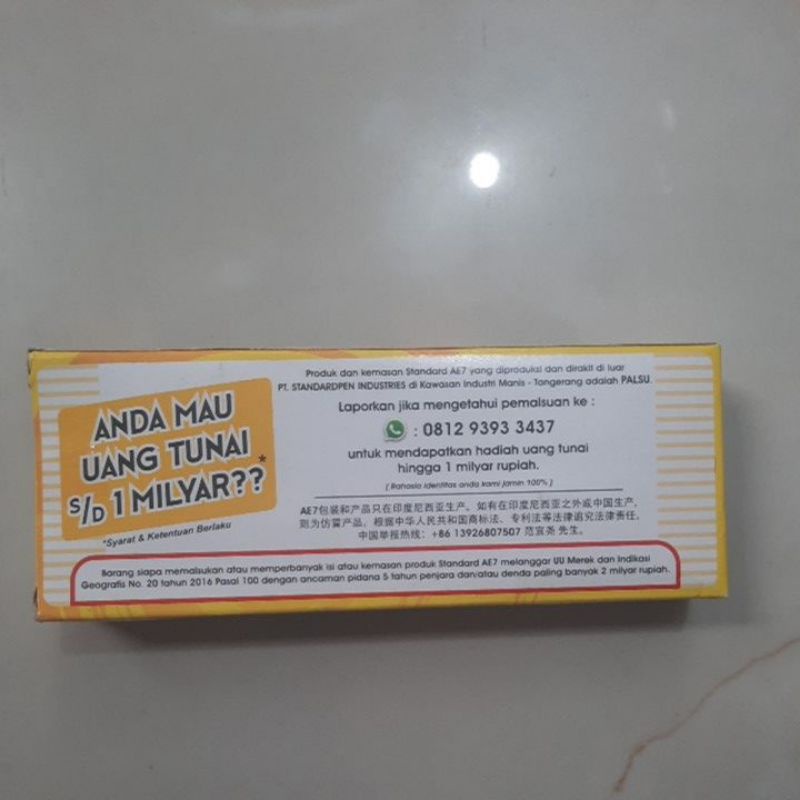 ANDA MAU
UANG TUNAI
S/D 1 MILYAR??*
*Syarat & Ketentuan Berlaku
Produk dan kemasan Standard AE7 yang diproduksi dan dirakit di luar
PT. STANDARDPEN INDUSTRIES di Kawasan Industri Manis - Tangerang adalah PALSU.
Laporkan jika mengetahui pemalsuan ke :
: 0812 9393 3437
untuk mendapatkan hadiah uang tunai
hingga 1 milyar rupiah.
( Rahasia identitas anda kami jamin 100% )
AE7包装和产品只在印度尼西亚生产。如有在印度尼西亚之外或中国生产,
则为仿冒产品, 根据中华人民共和国商标法、专利法等法律追究法律责任,
中国举报热线: +86 13926807507 范宜尧 先生。
Barang siapa memalsukan atau memperbanyak isi atau kemasan produk Standard AE7 melanggar UU Merek dan Indikasi
Geografis No. 20 tahun 2016 Pasal 100 dengan ancaman pidana 5 tahun penjara dan/atau denda paling banyak 2 milyar rupiah.